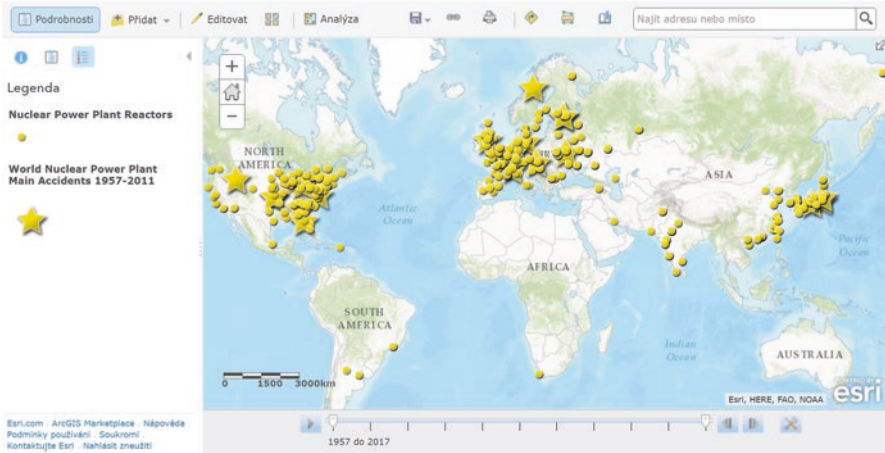 Podrobnosti
Přidat
Editovat
Analýza
Najít adresu nebo místo
Legenda
Nuclear Power Plant Reactors
World Nuclear Power Plant
Main Accidents 1957-2011
Esri.com . ArcGIS Marketplace . Nápověda .
Podmínky používání . Soukromí .
Kontaktujte Esri . Nahlásit zneužití
NORTH
AMERICA
Atlantic
Ocean
ASIA
Pacific
Ocean
AFRICA
SOUTH
AMERICA
Indian
Ocean
AUSTRALIA
0 1500 3000km
POWERED BY
esri
Esri, HERE, FAO, NOAA
1957 do 2017